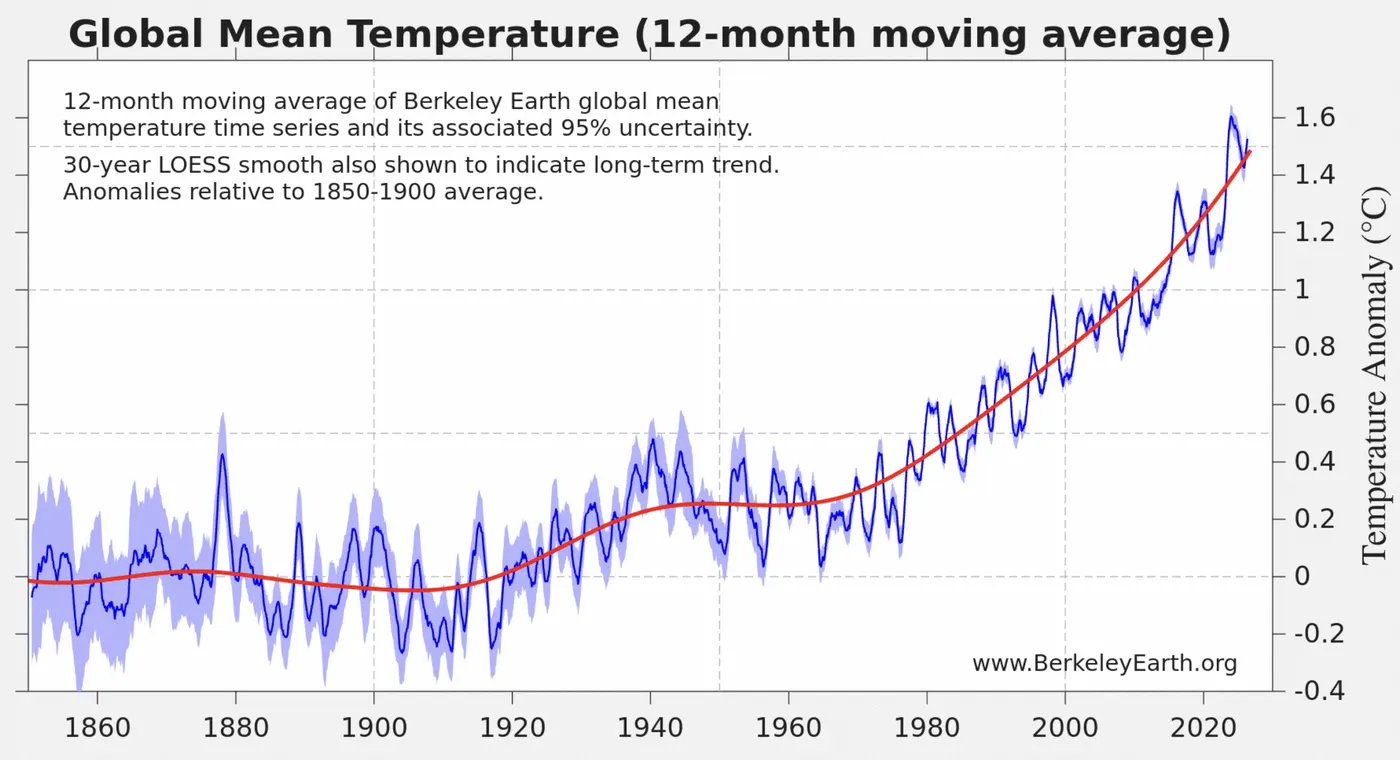 Global Mean Temperature (12-month moving average)
12-month moving average of Berkeley Earth global mean
temperature time series and its associated 95% uncertainty.
30-year LOESS smooth also shown to indicate long-term trend.
Anomalies relative to 1850-1900 average.
1.6
1.4
1.2
1
0.8
0.6
0.4
0.2
0
-0.2
-0.4
Temperature Anomaly (°C)
www.BerkeleyEarth.org
1860 1880 1900 1920 1940 1960 1980 2000 2020